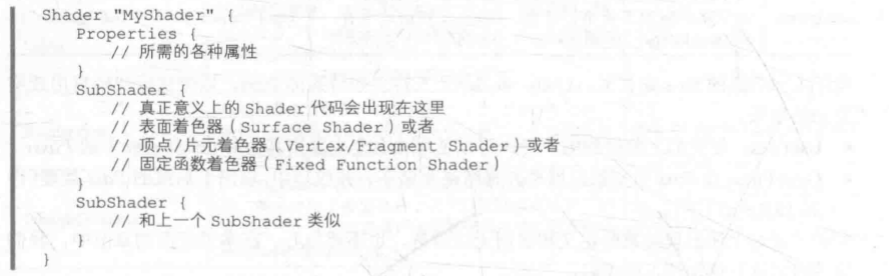 Shader "MyShader" {
Properties {
// 所需的各种属性
}
SubShader {
// 真正意义上的 Shader 代码会出现在这里
// 表面着色器（Surface Shader）或者
// 顶点/片元着色器（Vertex/Fragment Shader）或者
// 固定函数着色器（Fixed Function Shader）
}
SubShader {
// 和上一个 SubShader 类似
}
}